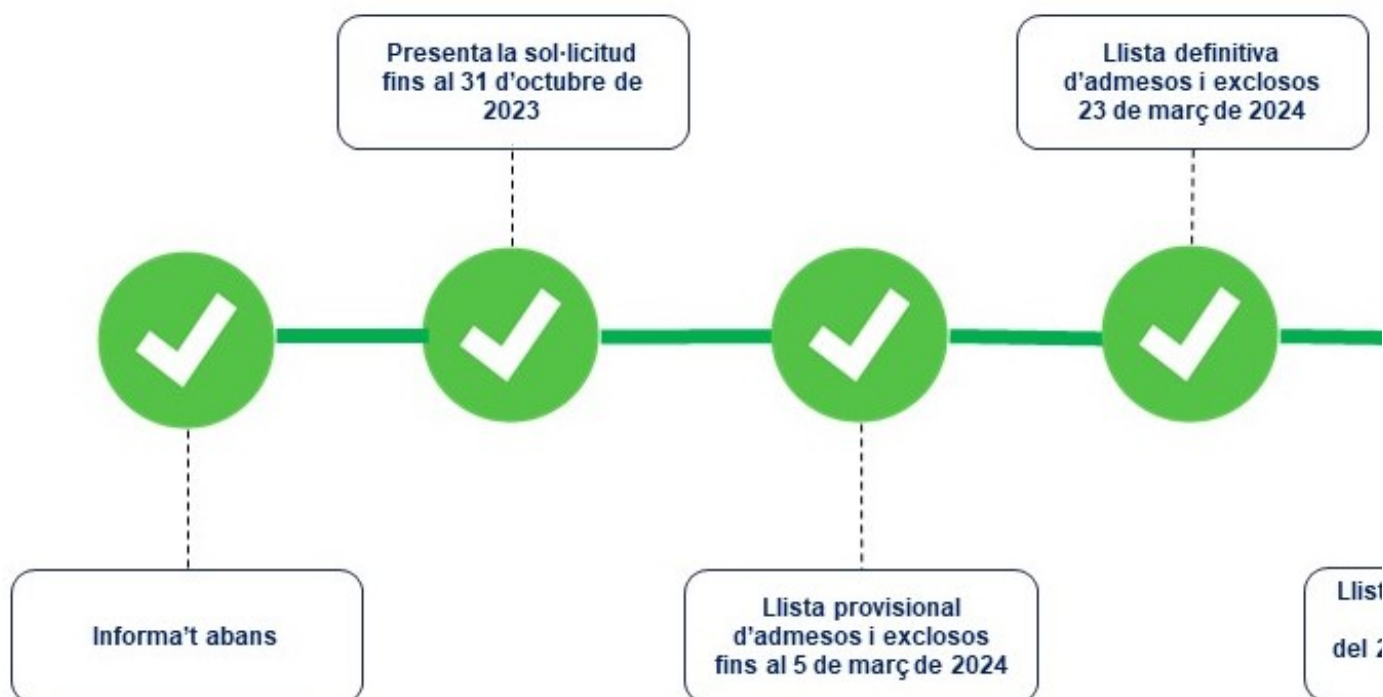 Presenta la sol·licitud
fins al 31 d'octubre de
2023
Llista definitiva
d'admesos i exclosos
23 de març de 2024
Informa't abans
Llista provisional
d'admesos i exclosos
fins al 5 de març de 2024
del